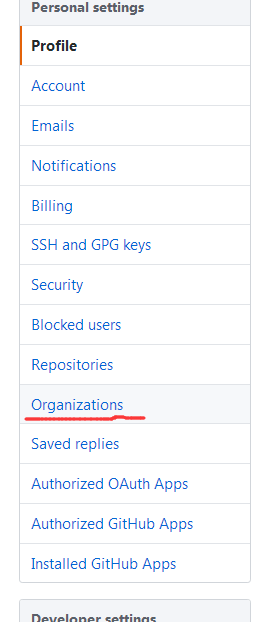 Personal settings
Profile
Account
Emails
Notifications
Billing
SSH and GPG keys
Security
Blocked users
Repositories
Organizations
Saved replies
Authorized OAuth Apps
Authorized GitHub Apps
Installed GitHub Apps
Developer settings